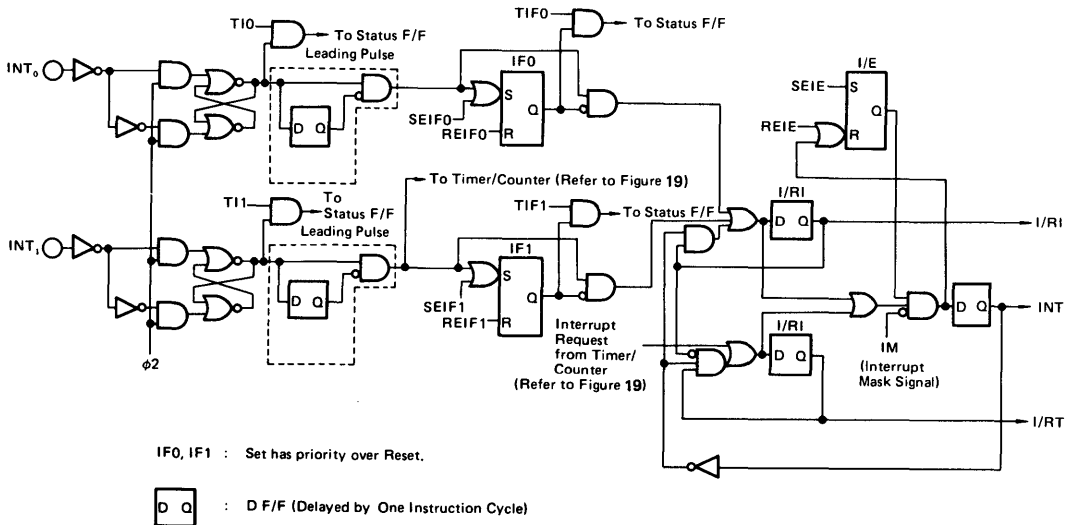 TI0
To Status F/F
Leading Pulse
TIF0
To Status F/F
INT₀
IF0
S
Q
R
SEIF0
REIF0
D Q
I/E
SEIE
S
Q
REIE
R
To Timer/Counter (Refer to Figure 19)
TI1
To
Status F/F
Leading Pulse
TIF1
To Status F/F
I/RI
D Q
I/RI
INT₁
IF1
S
Q
R
SEIF1
REIF1
D Q
D Q
INT
Interrupt
Request
from Timer/
Counter
(Refer to Figure 19)
I/RI
D Q
IM
(Interrupt
Mask Signal)
ϕ2
I/RT
IF0, IF1 : Set has priority over Reset.
D Q : D F/F (Delayed by One Instruction Cycle)